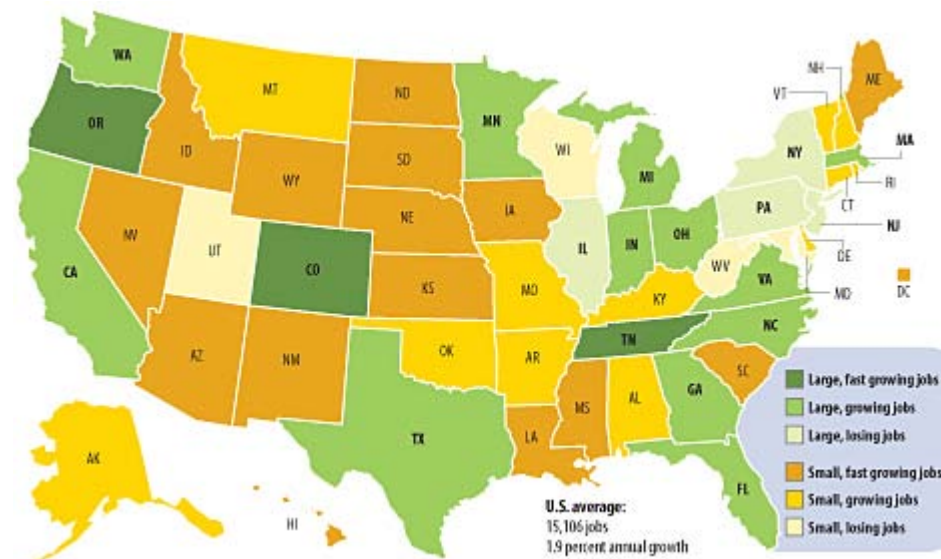 WA
OR
CA
NV
ID
MT
WY
UT
CO
AZ
NM
ND
SD
NE
KS
OK
TX
MN
IA
MO
AR
LA
WI
IL
MI
IN
OH
KY
TN
MS
AL
GA
FL
SC
NC
VA
WV
PA
NY
VT
NH
ME
MA
RI
CT
NJ
DE
MD
DC
AK
HI
Large, fast growing jobs
Large, growing jobs
Large, losing jobs
Small, fast growing jobs
Small, growing jobs
Small, losing jobs
U.S. average:
15,106 jobs
1.9 percent annual growth